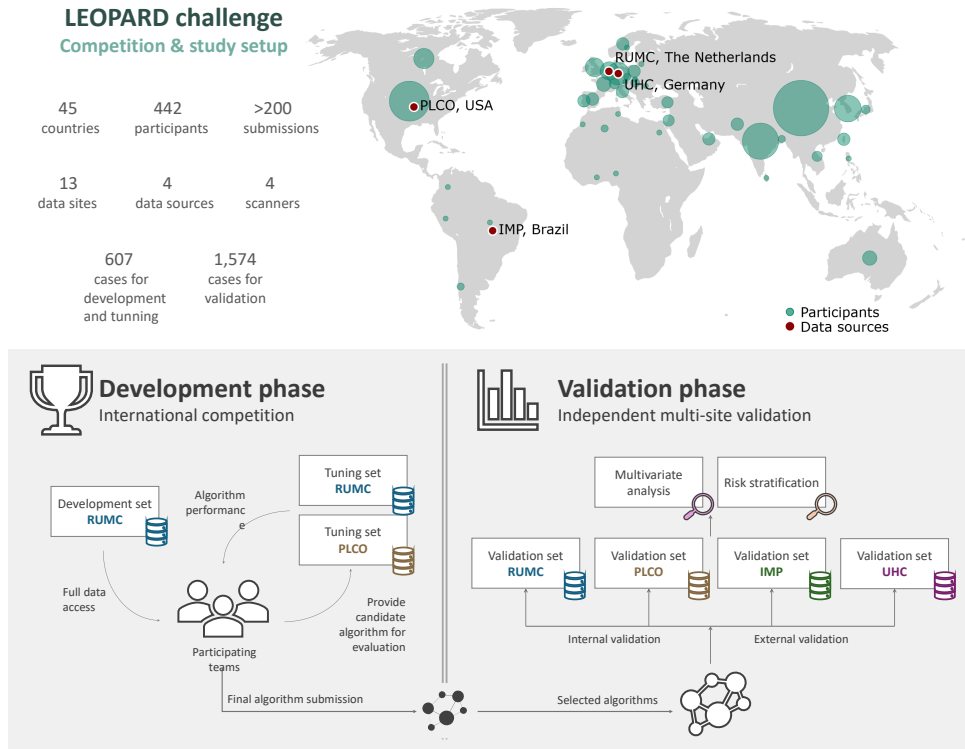 LEOPARD challenge
Competition & study setup
45
countries
442
participants
>200
submissions
13
data sites
4
data sources
4
scanners
607
cases for
development
and tunning
1,574
cases for
validation
RUMC, The Netherlands
UHC, Germany
PLCO, USA
IMP, Brazil
Participants
Data sources
Development phase
International competition
Development set
RUMC
Algorithm
performanc
e
Tuning set
RUMC
Tuning set
PLCO
Full data
access
Provide
candidate
algorithm for
evaluation
Participating
teams
Final algorithm submission
Validation phase
Independent multi-site validation
Multivariate
analysis
Risk stratification
Validation set
RUMC
Validation set
PLCO
Validation set
IMP
Validation set
UHC
Internal validation
External validation
Selected algorithms